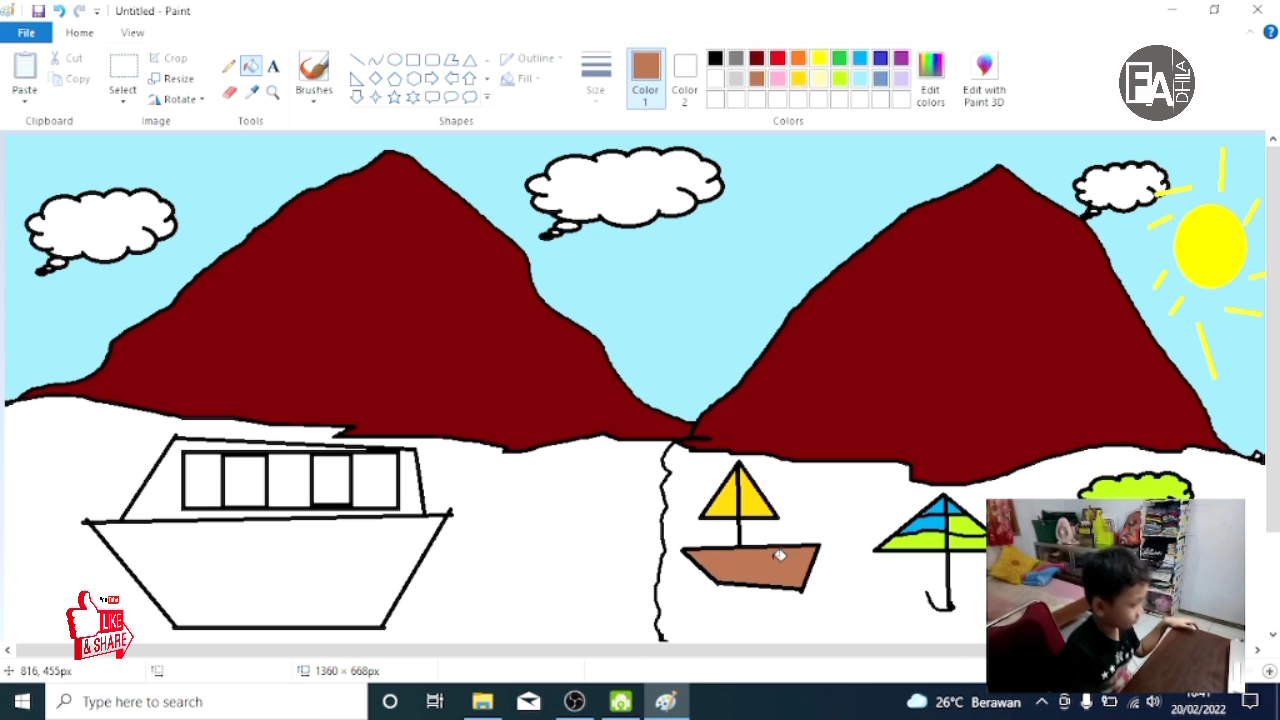 Untitled - Paint
File
Home
View
Paste
Cut
Copy
Clipboard
Select
Crop
Resize
Rotate
Image
Tools
Brushes
Shapes
Outline
Fill
Size
Color
1
Color
2
Edit
colors
Edit with
Paint 3D
Colors
FA
DHILA
LIKE
& SHARE
816, 455px
1360 × 668px
Type here to search
26°C Berawan
20/02/2022